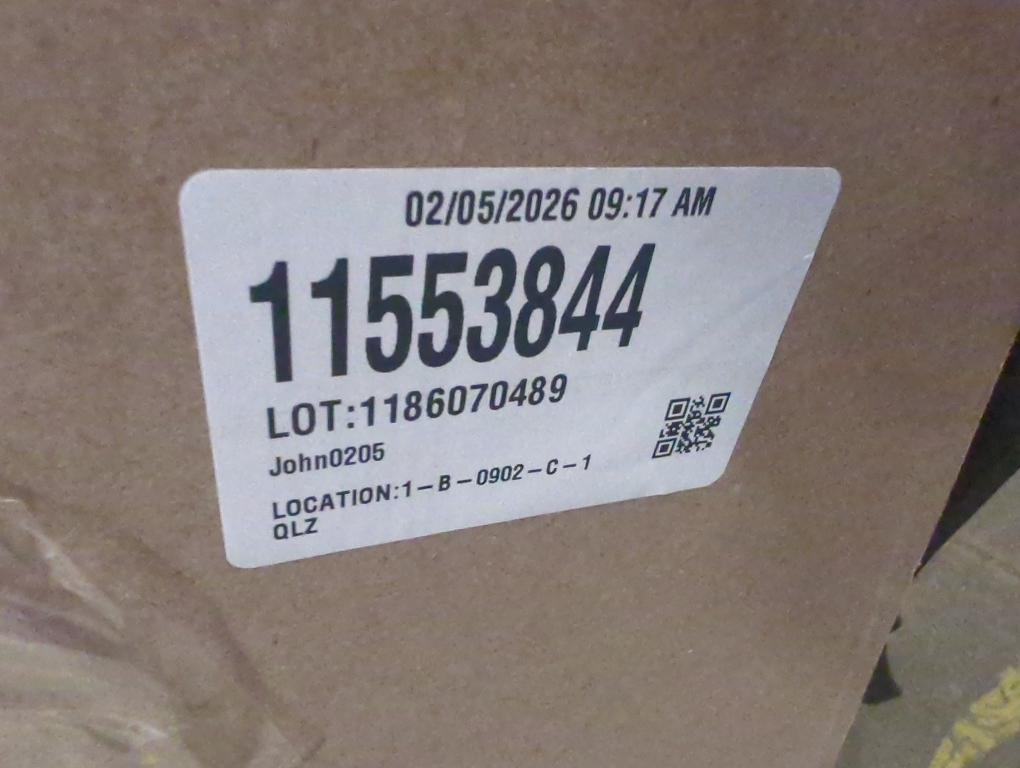 02/05/2026 09:17 AM
11553844
LOT:1186070489
John0205
LOCATION:1-B-0902-C-1
QLZ